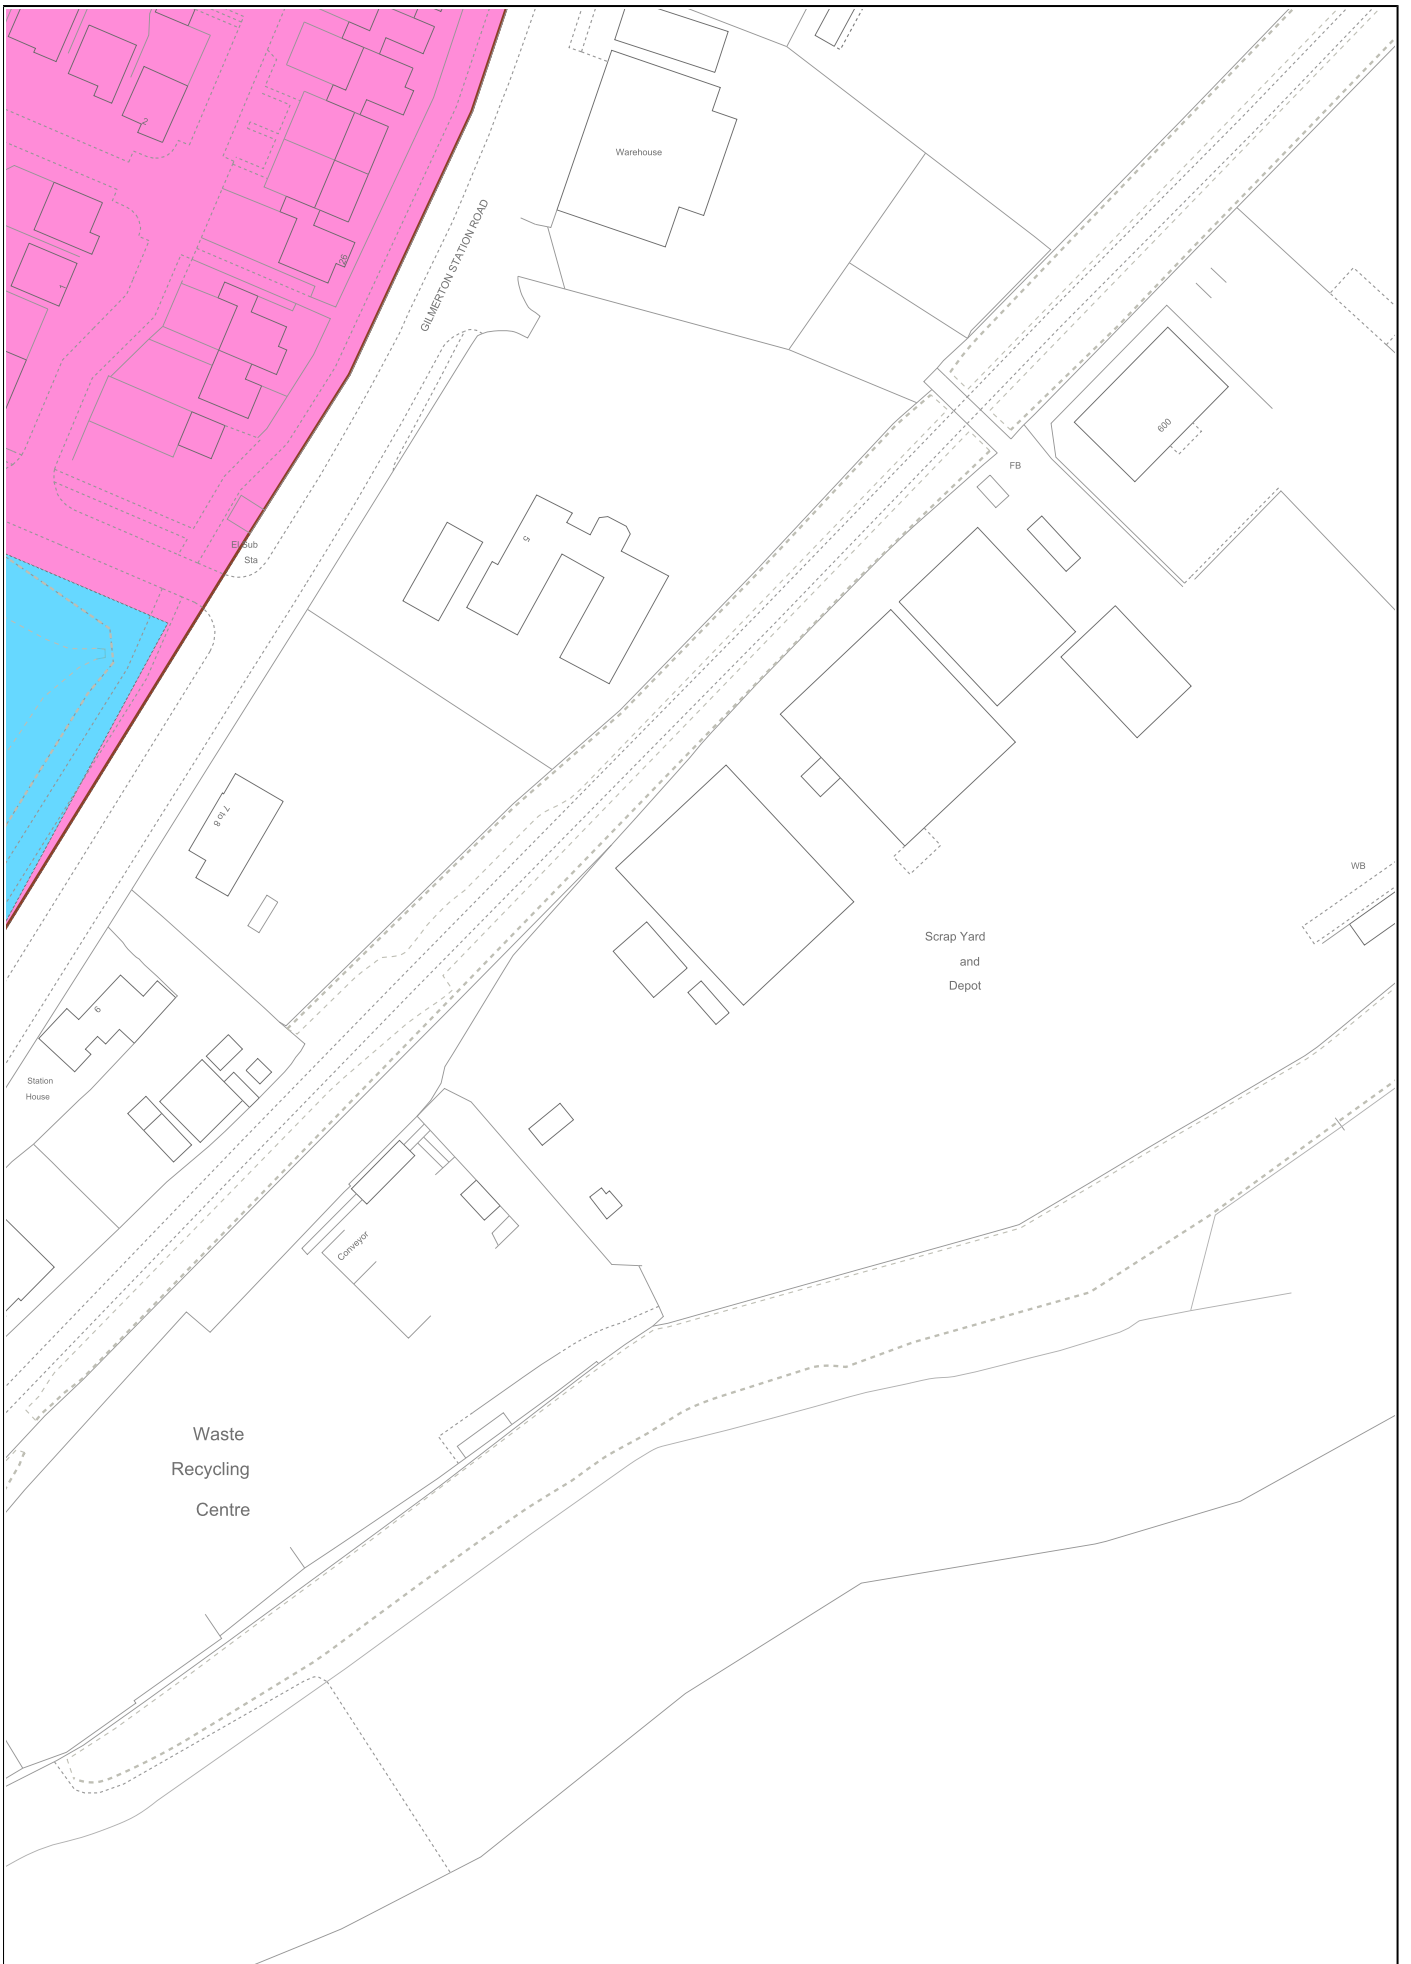 2
Warehouse
GILMERTON STATION ROAD
26
1
600
FB
5
El Sub
Sta
7 to 8
WB
Scrap Yard
and
Depot
9
Station
House
Conveyor
Waste
Recycling
Centre